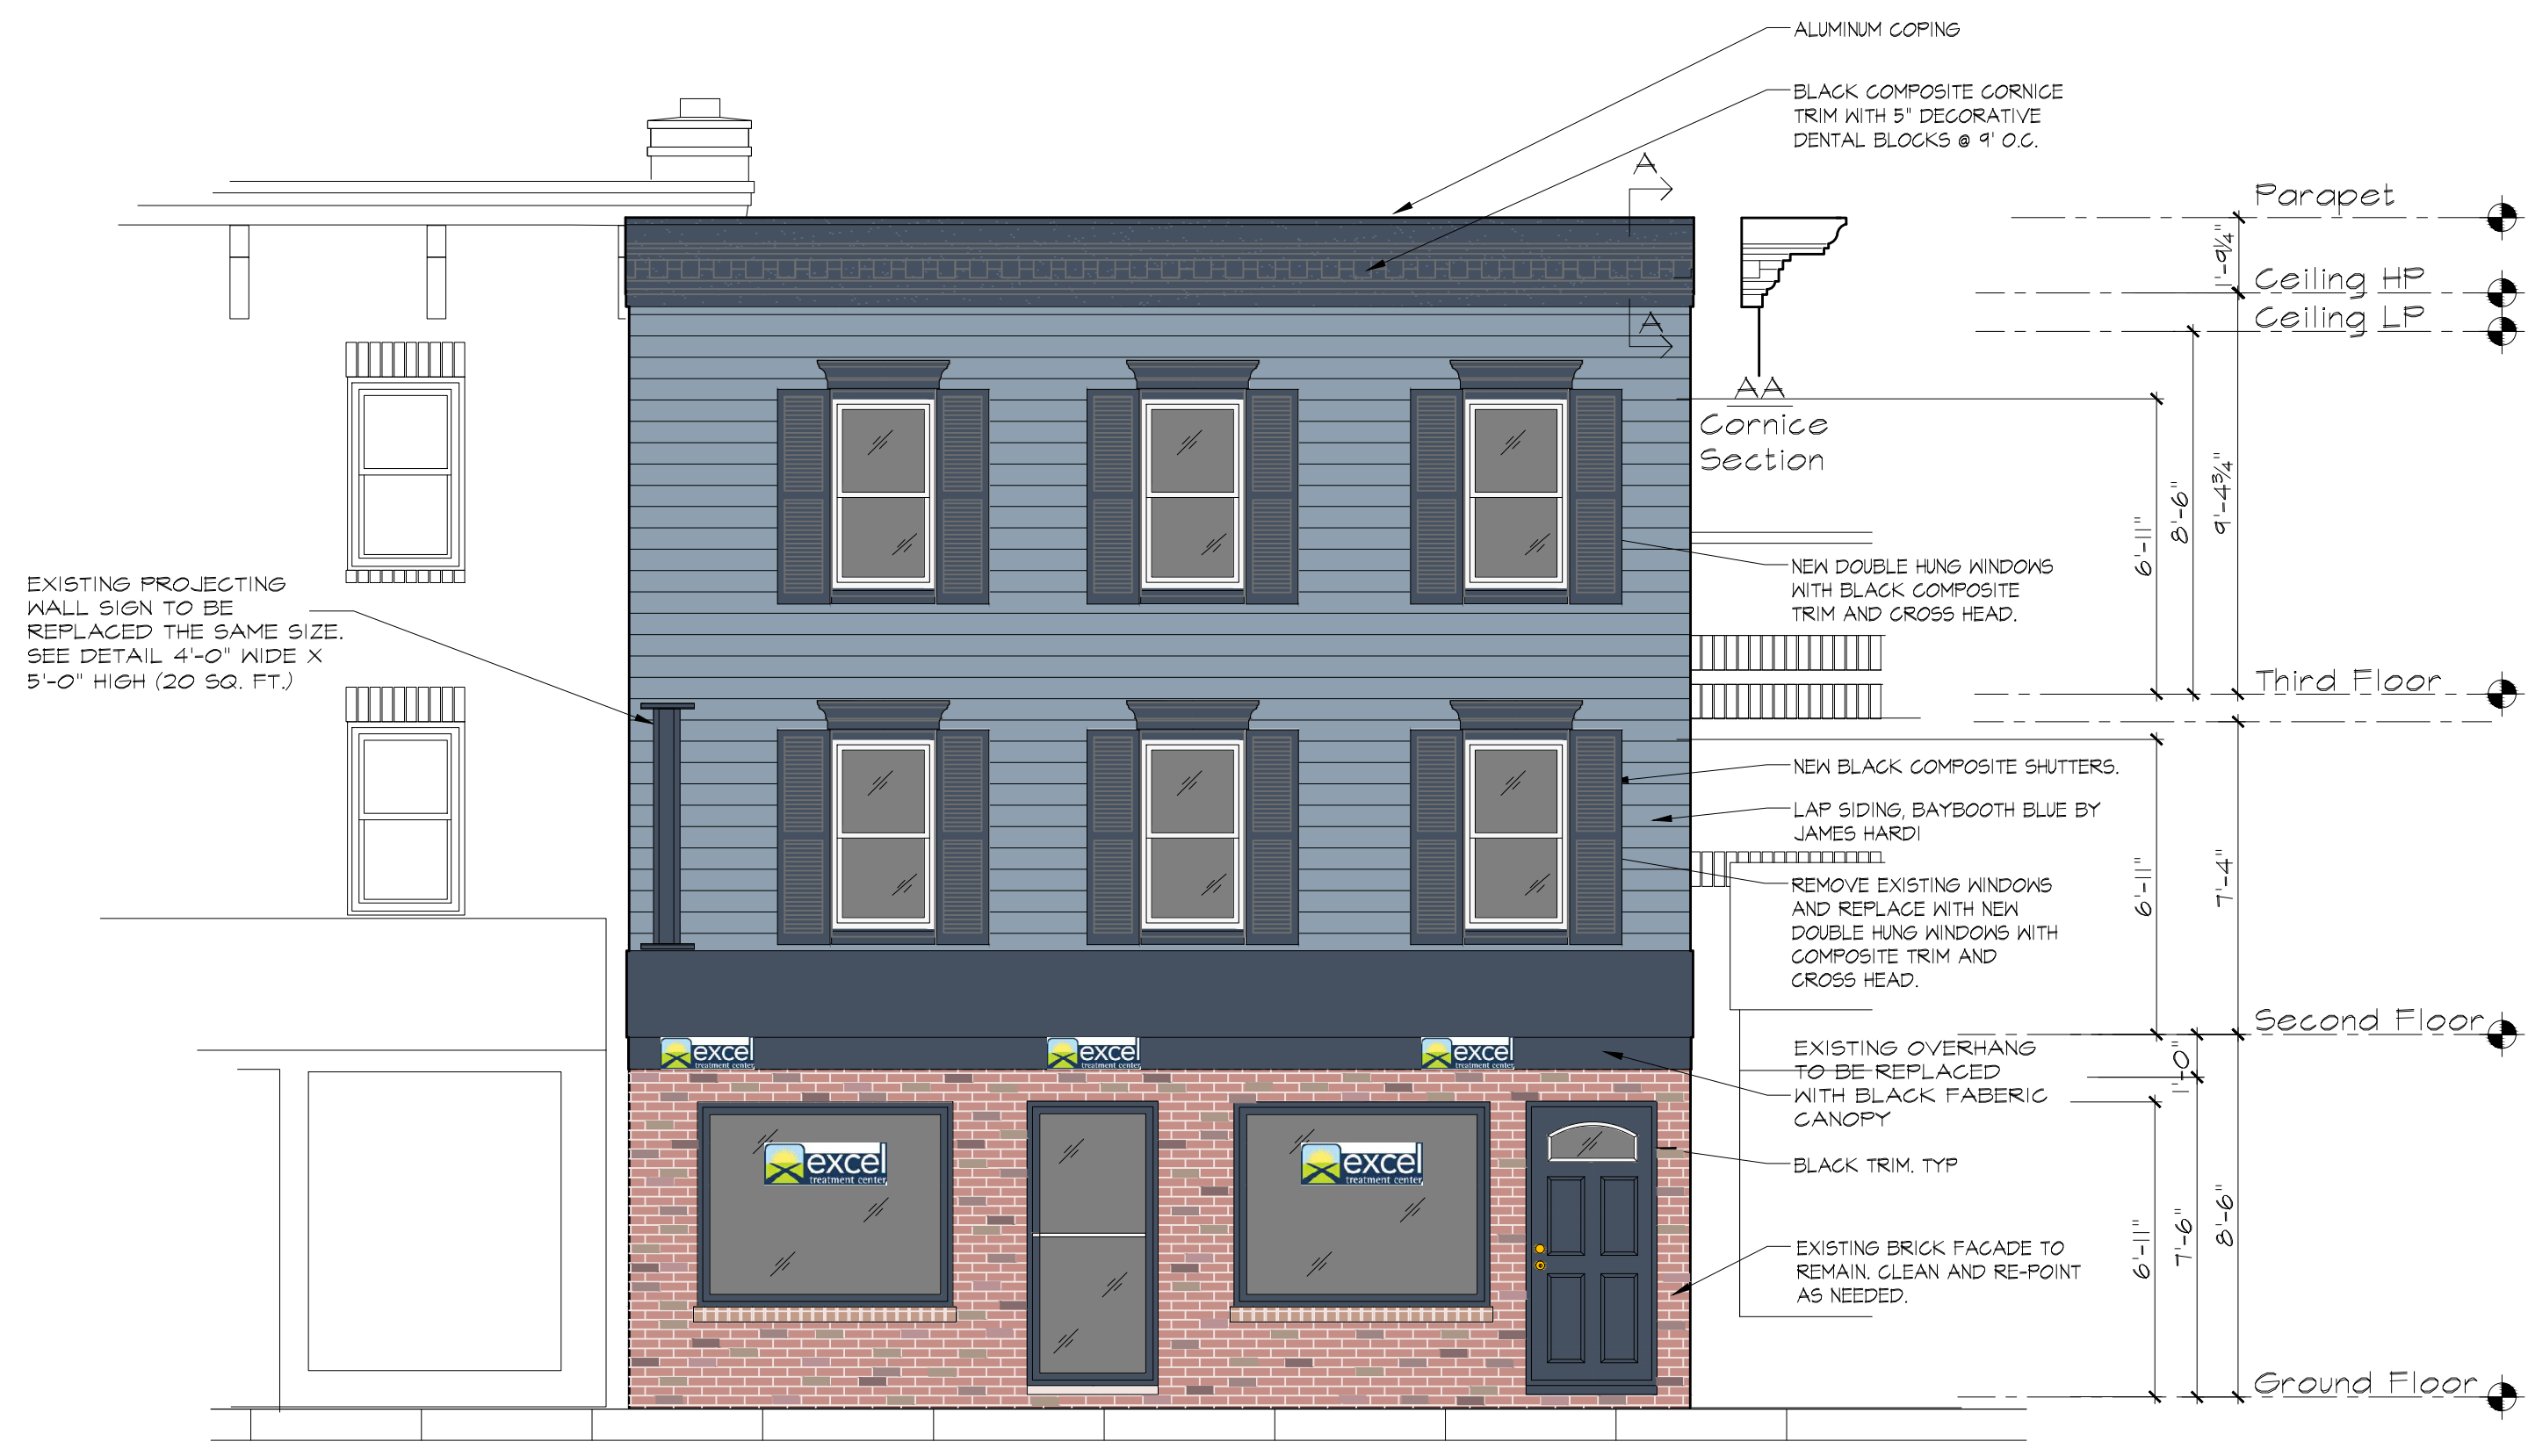 ALUMINUM COPING
BLACK COMPOSITE CORNICE
TRIM WITH 5" DECORATIVE
DENTAL BLOCKS @ 9' O.C.
A
A
Parapet
1'-9¼"
Ceiling HP
Ceiling LP
AA
Cornice
Section
6'-11"
8'-6"
9'-4¾"
NEW DOUBLE HUNG WINDOWS
WITH BLACK COMPOSITE
TRIM AND CROSS HEAD.
EXISTING PROJECTING
WALL SIGN TO BE
REPLACED THE SAME SIZE.
SEE DETAIL 4'-0" WIDE X
5'-0" HIGH (20 SQ. FT.)
Third Floor
NEW BLACK COMPOSITE SHUTTERS.
LAP SIDING, BAYBOOTH BLUE BY
JAMES HARDI
REMOVE EXISTING WINDOWS
AND REPLACE WITH NEW
DOUBLE HUNG WINDOWS WITH
COMPOSITE TRIM AND
CROSS HEAD.
6'-11"
7'-4"
Second Floor
EXISTING OVERHANG
TO BE REPLACED
WITH BLACK FABERIC
CANOPY
1'-0"
excel
treatment center
excel
treatment center
excel
treatment center
excel
treatment center
excel
treatment center
BLACK TRIM. TYP
EXISTING BRICK FACADE TO
REMAIN. CLEAN AND RE-POINT
AS NEEDED.
6'-11"
7'-6"
8'-6"
Ground Floor